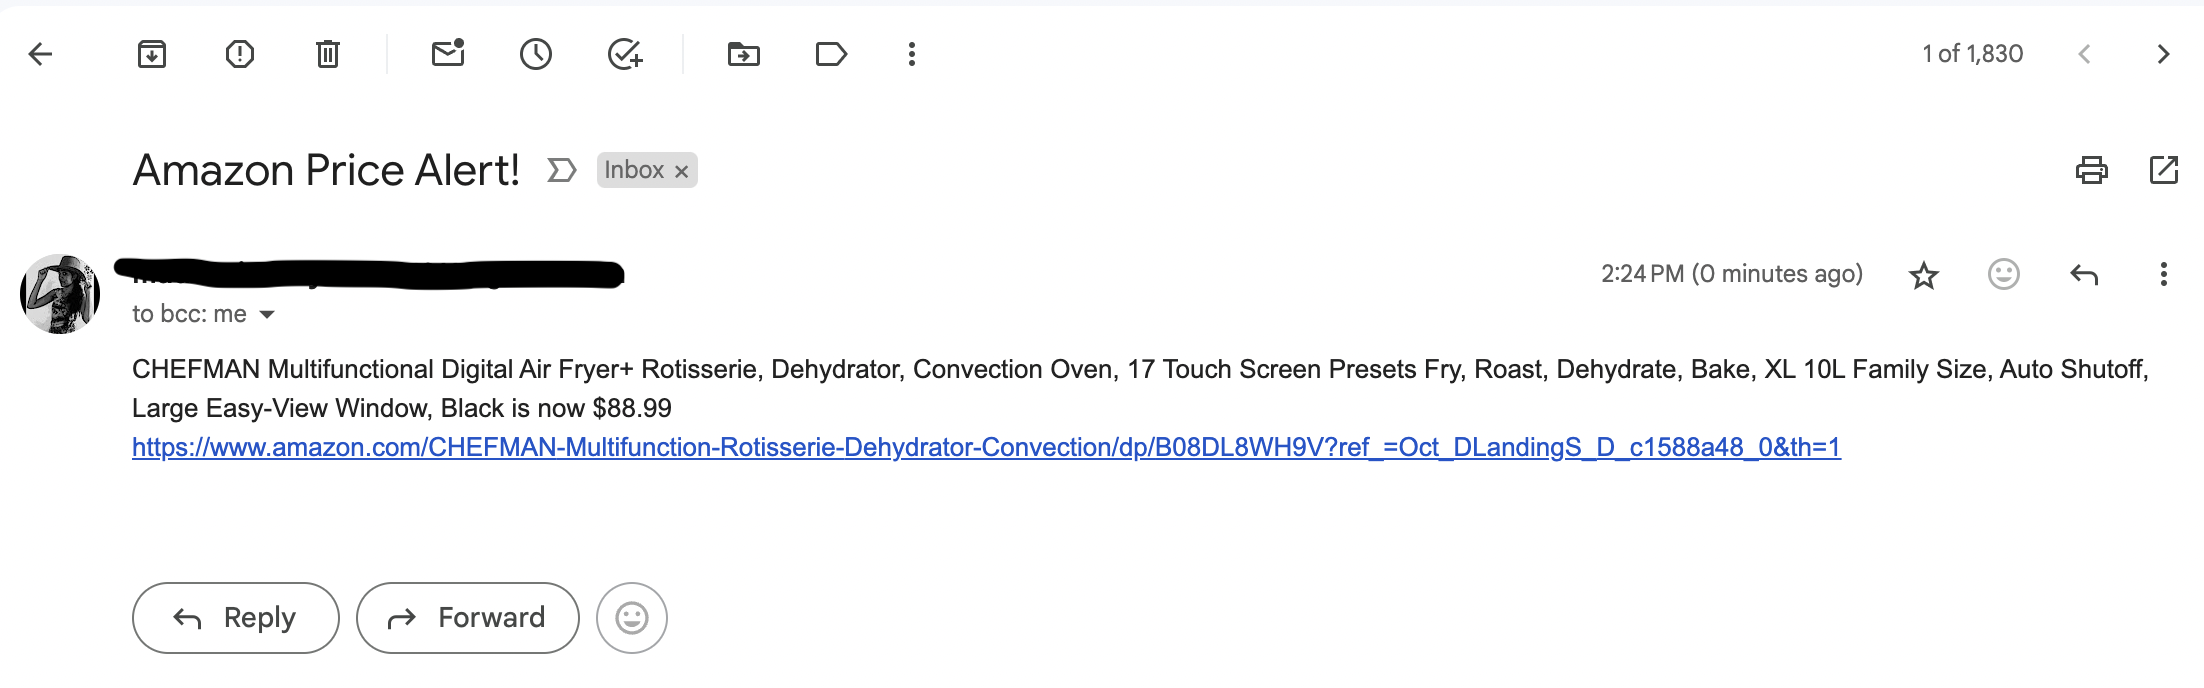 1 of 1,830
Amazon Price Alert!
Inbox ×
2:24 PM (0 minutes ago)
to bcc: me
CHEFMAN Multifunctional Digital Air Fryer+ Rotisserie, Dehydrator, Convection Oven, 17 Touch Screen Presets Fry, Roast, Dehydrate, Bake, XL 10L Family Size, Auto Shutoff,
Large Easy-View Window, Black is now $88.99
https://www.amazon.com/CHEFMAN-Multifunction-Rotisserie-Dehydrator-Convection/dp/B08DL8WH9V?ref_=Oct_DLandingS_D_c1588a48_0&th=1
Reply
Forward